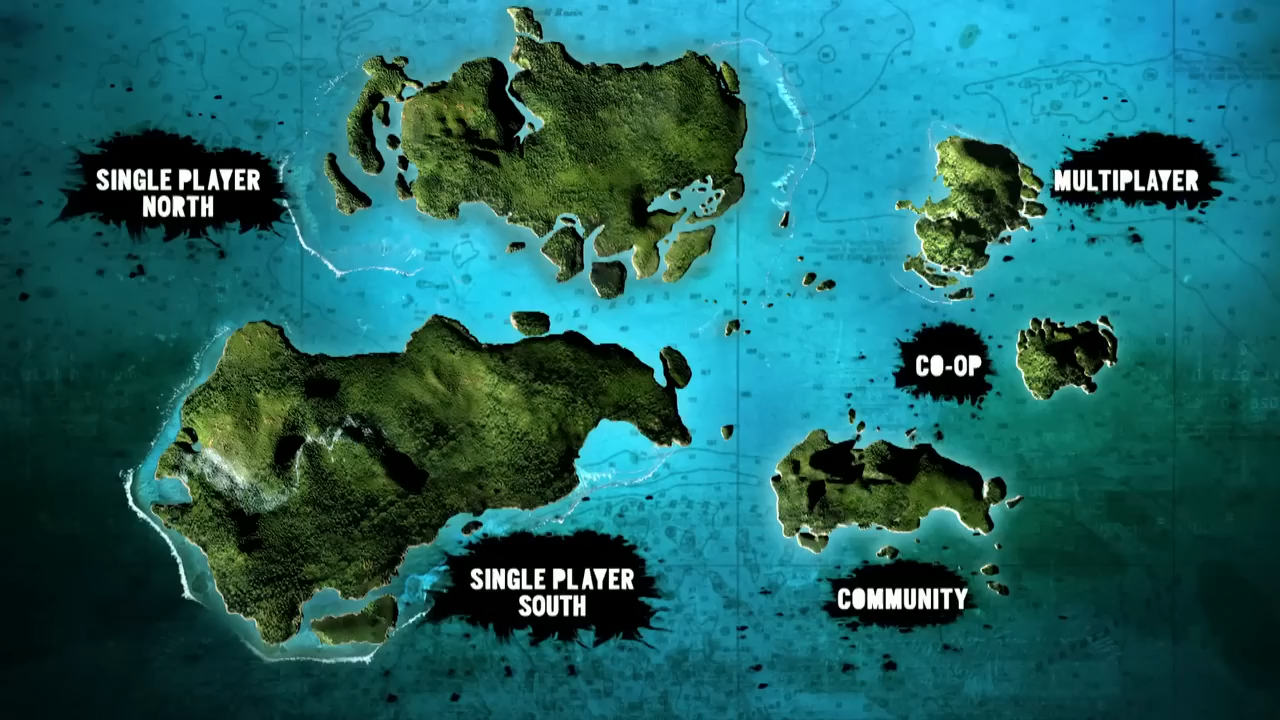 SINGLE PLAYER
NORTH
MULTIPLAYER
CO-OP
SINGLE PLAYER
SOUTH
COMMUNITY